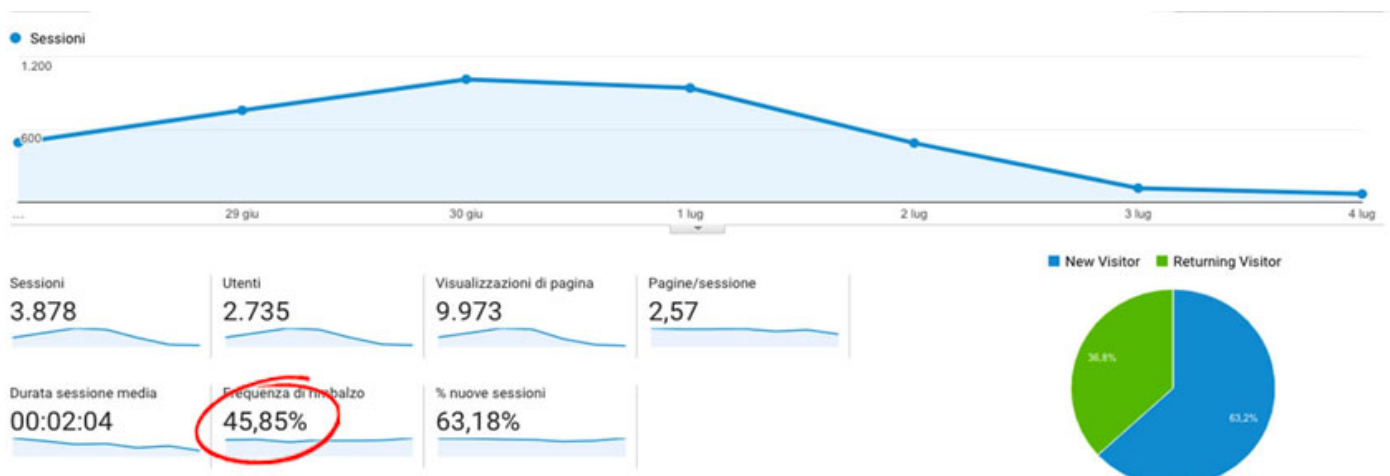 Sessioni
1.200
600
...
29 giu
30 giu
1 lug
2 lug
3 lug
4 lug
New Visitor
Returning Visitor
Sessioni
Utenti
Visualizzazioni di pagina
Pagine/sessione
3.878
2.735
9.973
2,57
36,8%
63,2%
Durata sessione media
Frequenza di rimbalzo
% nuove sessioni
00:02:04
45,85%
63,18%